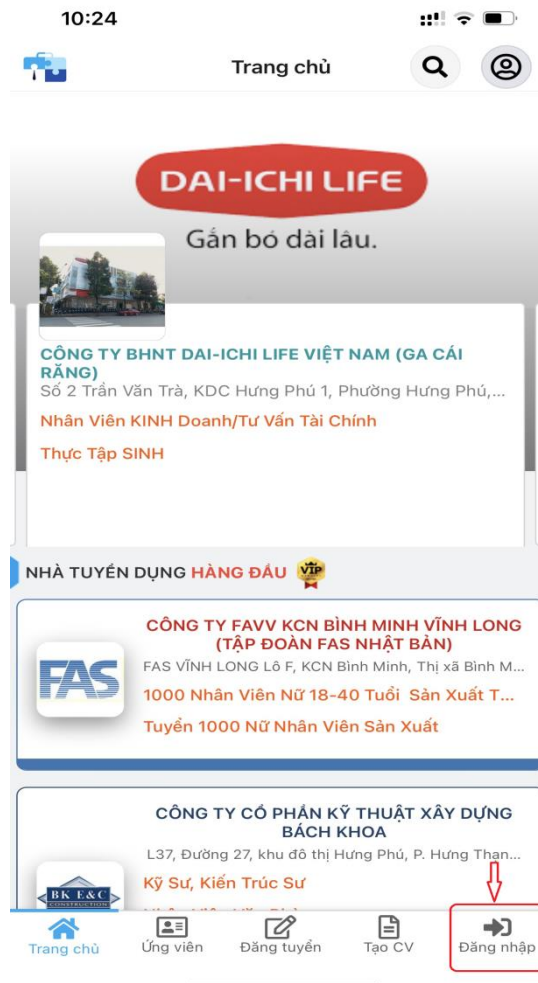 10:24
Trang chủ
DAI-ICHI LIFE
Gắn bó dài lâu.
CÔNG TY BHNT DAI-ICHI LIFE VIỆT NAM (GA CÁI
RĂNG)
Số 2 Trần Văn Trà, KDC Hưng Phú 1, Phường Hưng Phú,...
Nhân Viên KINH Doanh/Tư Vấn Tài Chính
Thực Tập SINH
NHÀ TUYỂN DỤNG HÀNG ĐẦU VIP
CÔNG TY FAVV KCN BÌNH MINH VĨNH LONG
(TẬP ĐOÀN FAS NHẬT BẢN)
FAS
FAS VĨNH LONG Lô F, KCN Bình Minh, Thị xã Bình M...
1000 Nhân Viên Nữ 18-40 Tuổi Sản Xuất T...
Tuyển 1000 Nữ Nhân Viên Sản Xuất
CÔNG TY CỔ PHẦN KỸ THUẬT XÂY DỰNG
BÁCH KHOA
L37, Đường 27, khu đô thị Hưng Phú, P. Hưng Than...
Kỹ Sư, Kiến Trúc Sư
BK E&C
CONSTRUCTION
Trang chủ
Ứng viên
Đăng tuyển
Tạo CV
Đăng nhập